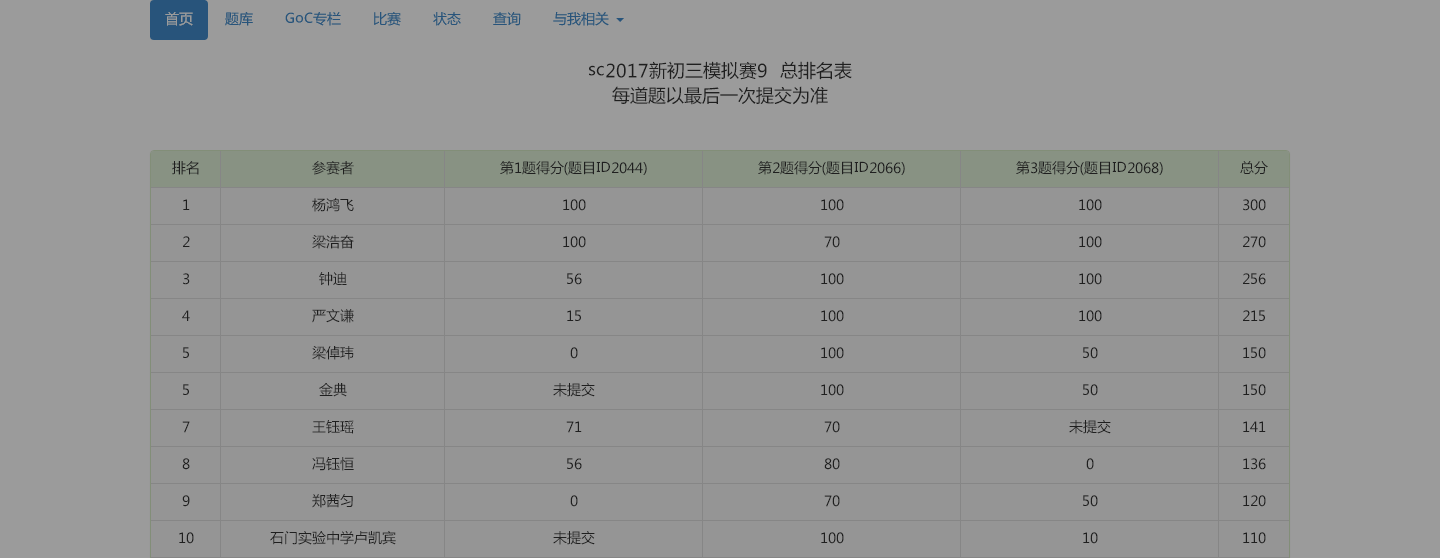 首页 题库 GoC专栏 比赛 状态 查询 与我相关
sc2017新初三模拟赛9 总排名表
每道题以最后一次提交为准
排名 参赛者 第1题得分(题目ID2044) 第2题得分(题目ID2066) 第3题得分(题目ID2068) 总分
1 杨鸿飞 100 100 100 300
2 梁浩奋 100 70 100 270
3 钟迪 56 100 100 256
4 严文谦 15 100 100 215
5 梁倬玮 0 100 50 150
5 金典 未提交 100 50 150
7 王钰瑶 71 70 未提交 141
8 冯钰恒 56 80 0 136
9 郑茜匀 0 70 50 120
10 石门实验中学卢凯宾 未提交 100 10 110